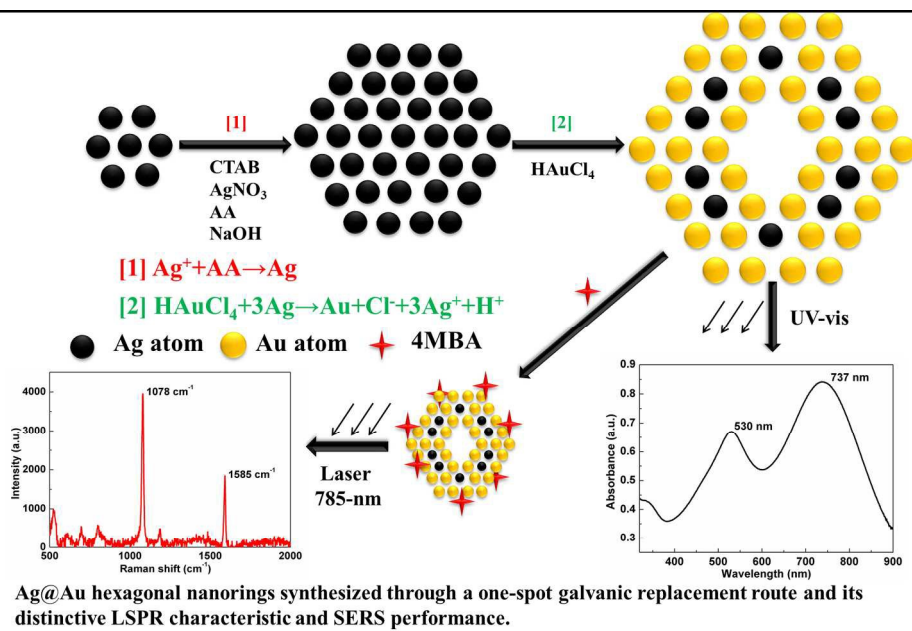 [1]
CTAB
AgNO₃
AA
NaOH
[2]
HAuCl₄
[1] Ag⁺+AA→Ag
[2] HAuCl₄+3Ag→Au+Cl⁻+3Ag⁺+H⁺
Ag atom Au atom 4MBA
UV-vis
4000
3000
2000
1000
0
Intensity (a.u.)
1078 cm⁻¹
1585 cm⁻¹
500 1000 1500 2000
Raman shift (cm⁻¹)
Laser
785-nm
0.9
0.8
0.7
0.6
0.5
0.4
0.3
Absorbance (a.u.)
530 nm
737 nm
400 500 600 700 800 900
Wavelength (nm)
Ag@Au hexagonal nanorings synthesized through a one-spot galvanic replacement route and its
distinctive LSPR characteristic and SERS performance.